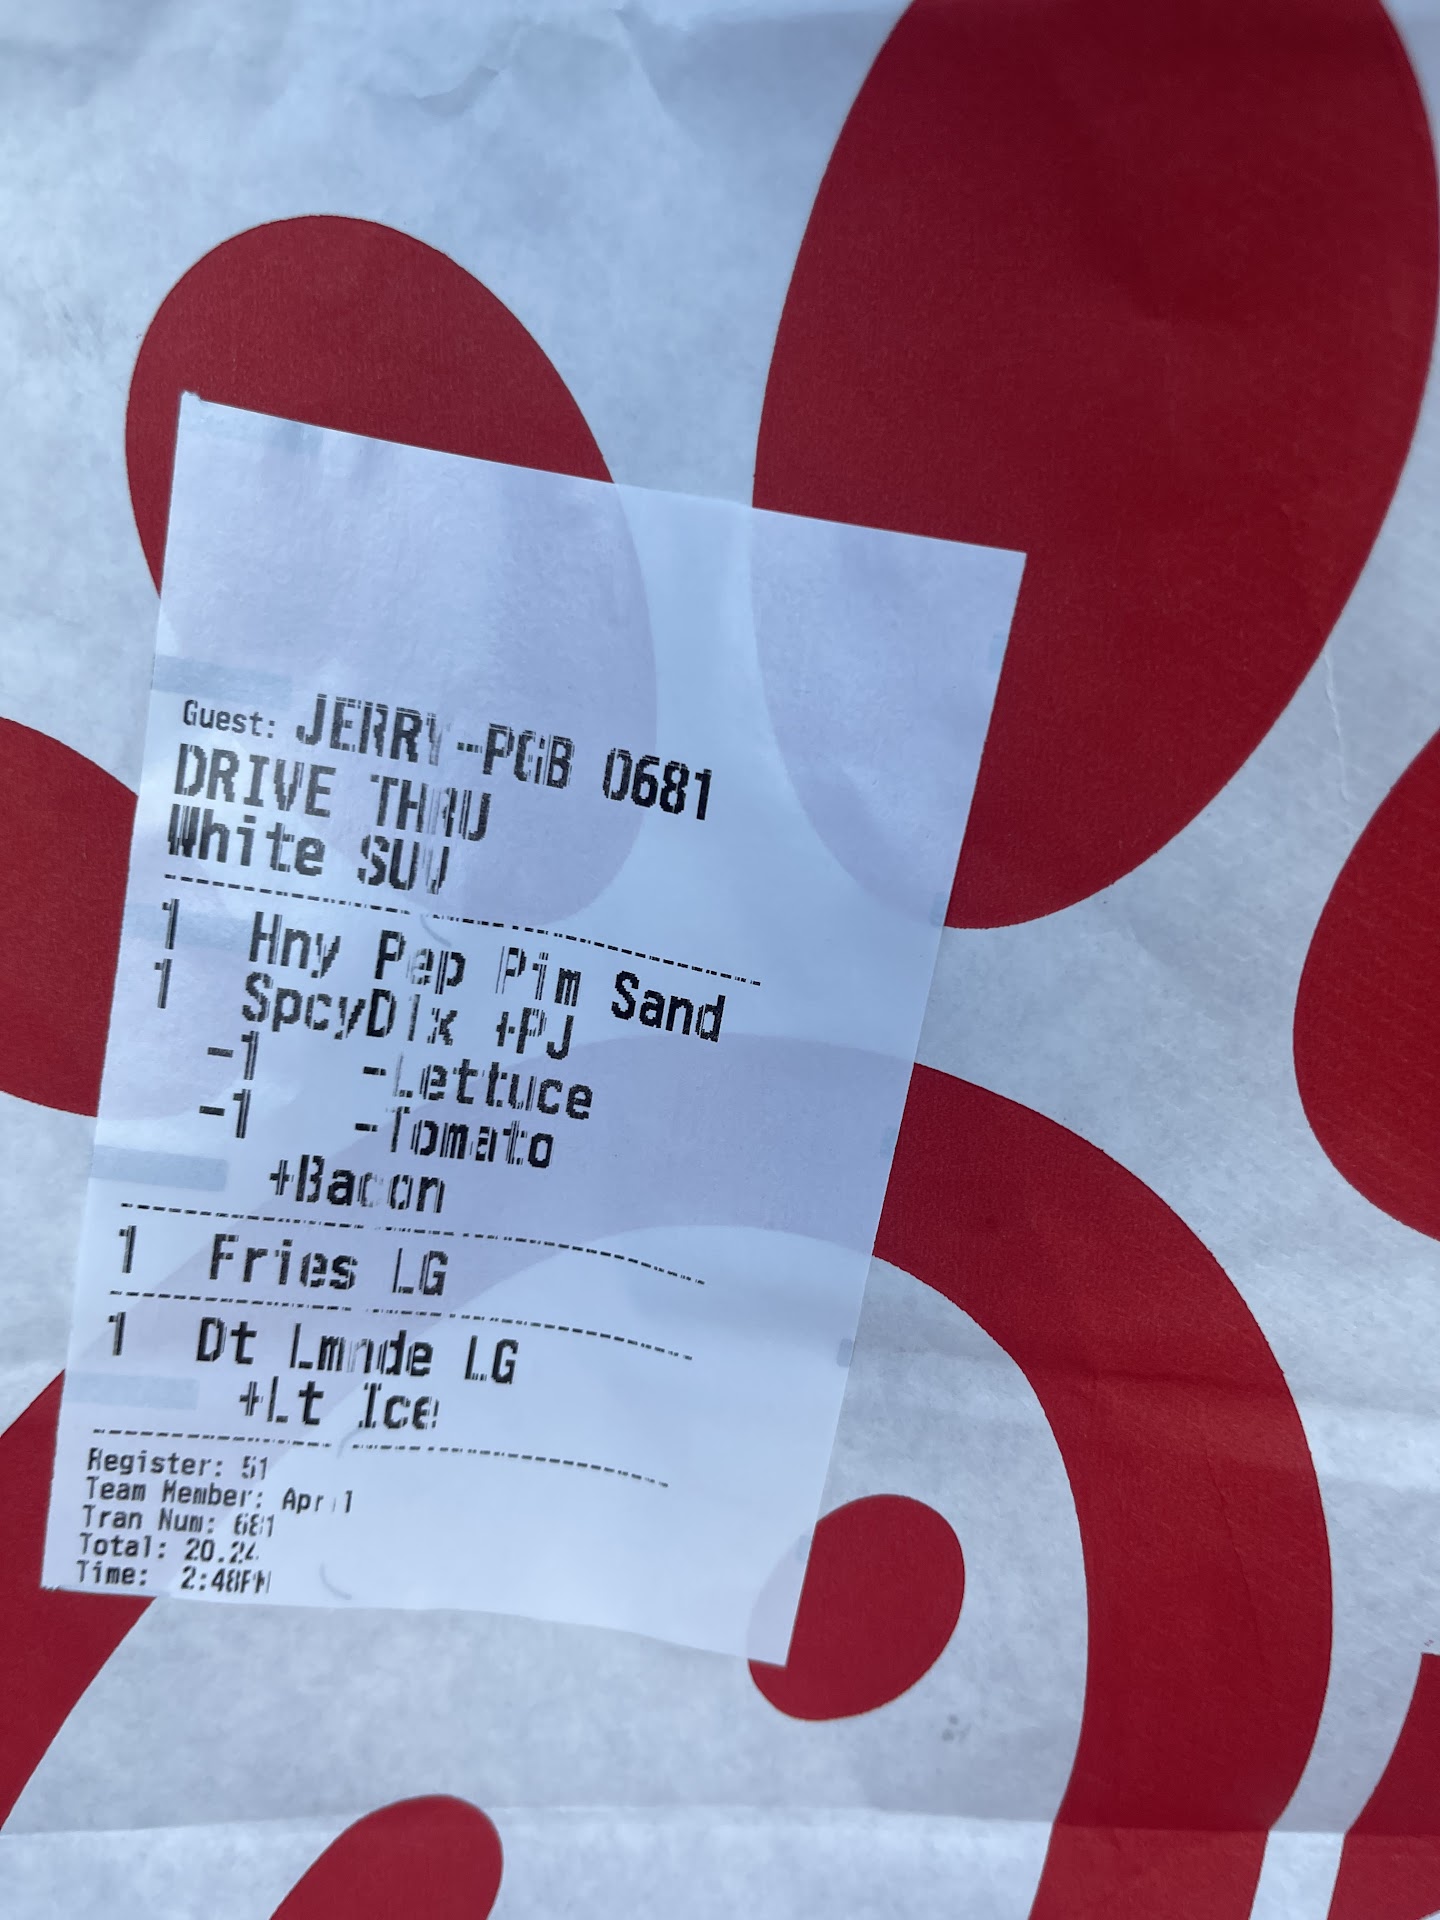 Guest: JERRY-PGB 0681
DRIVE THRU
White SUV
1 Hny Pep Pim Sand
1 SpcyDlx +PJ
-1 -Lettuce
-1 -Tomato
+Bacon
1 Fries LG
1 Dt Lmnde LG
+Lt Ice
Register: 51
Team Member: April
Tran Num: 681
Total: 20.24
Time: 2:48PM